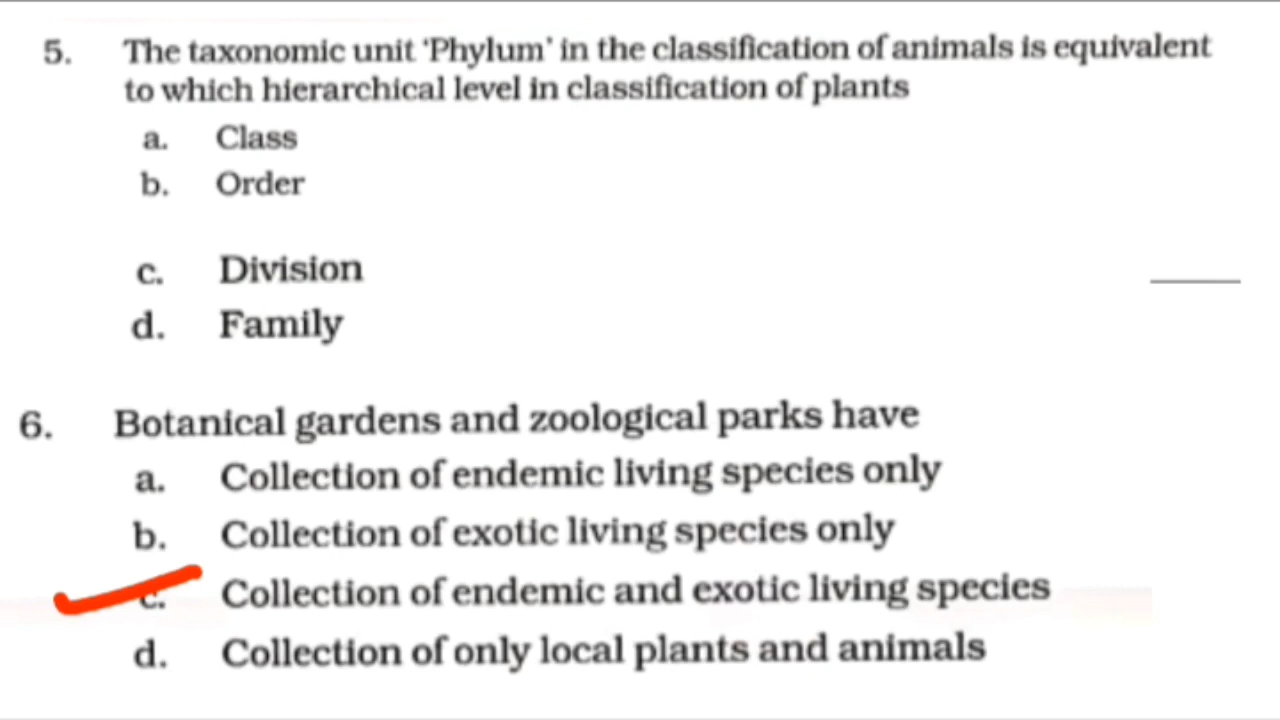 5. The taxonomic unit ‘Phylum’ in the classification of animals is equivalent
to which hierarchical level in classification of plants
a. Class
b. Order
c. Division
d. Family
6. Botanical gardens and zoological parks have
a. Collection of endemic living species only
b. Collection of exotic living species only
c. Collection of endemic and exotic living species
d. Collection of only local plants and animals